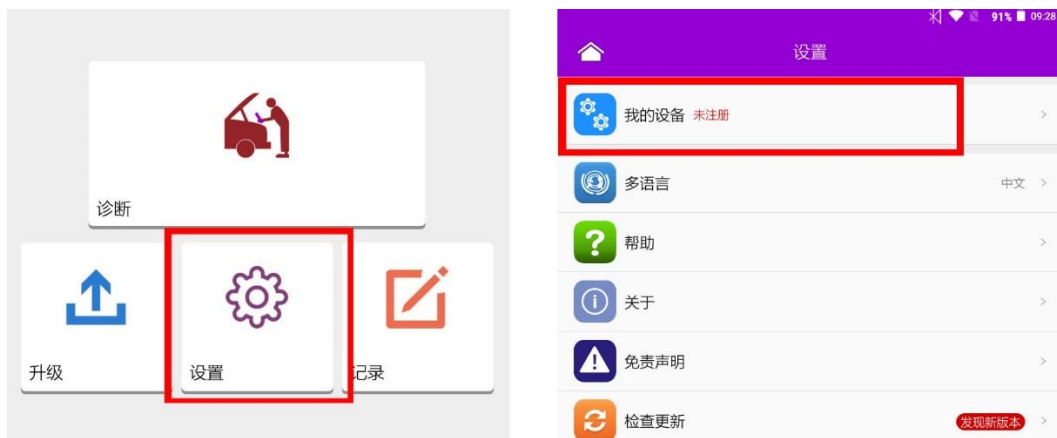 诊断
升级
设置
记录
91% 09:28
设置
我的设备 未注册
多语言 中文
帮助
关于
免责声明
检查更新 发现新版本